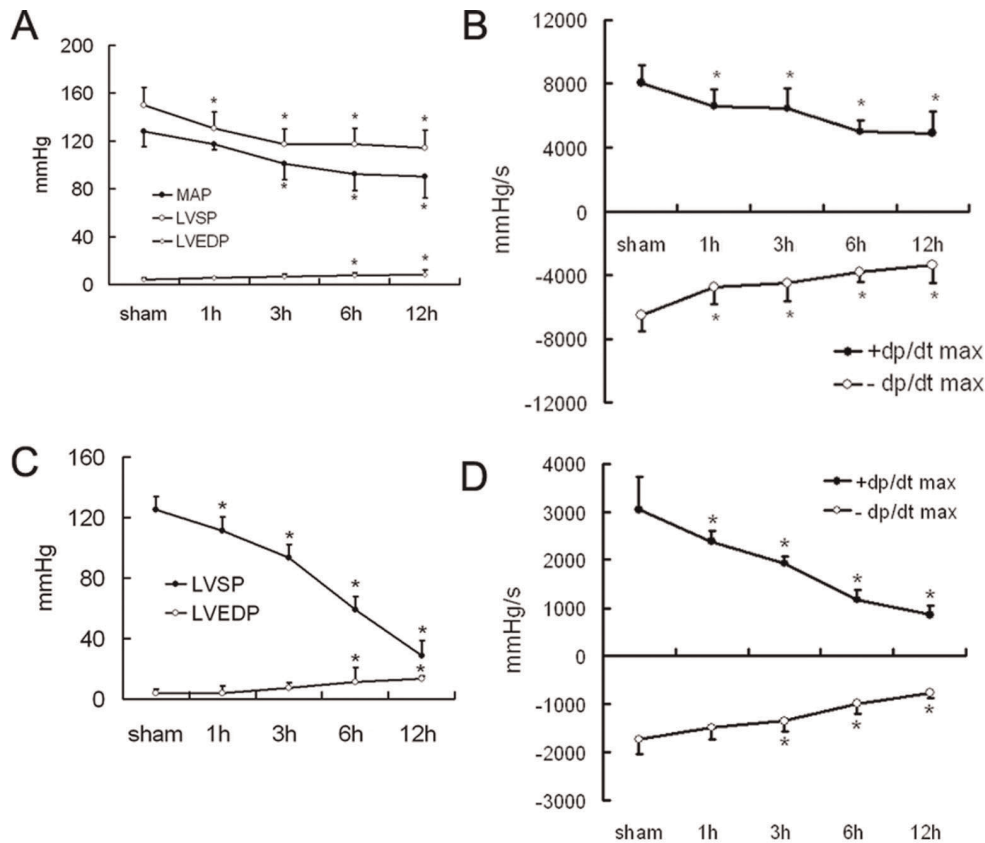 A
200
160
120
80
40
0
mmHg
* * * *
* * *
* *
MAP
LVSP
LVEDP
sham 1h 3h 6h 12h
B
12000
8000
4000
0
-4000
-8000
-12000
mmHg/s
* * * *
sham 1h 3h 6h 12h
* * * *
+dp/dt max
- dp/dt max
C
160
120
80
40
0
mmHg
* * * *
* *
LVSP
LVEDP
sham 1h 3h 6h 12h
D
4000
3000
2000
1000
0
-1000
-2000
-3000
mmHg/s
+dp/dt max
- dp/dt max
* * * *
* * *
sham 1h 3h 6h 12h